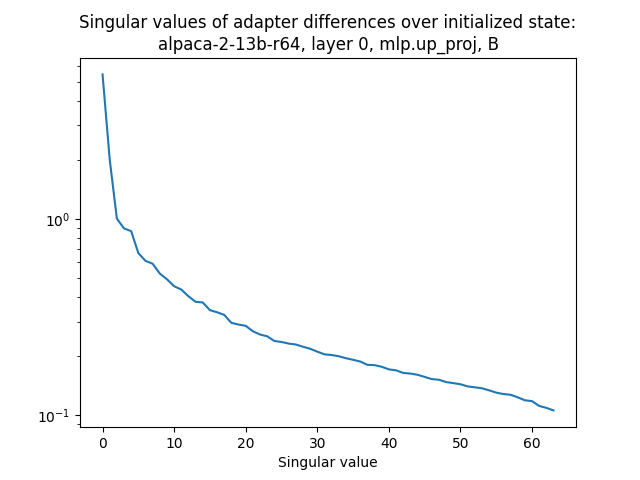 Singular values of adapter differences over initialized state:
alpaca-2-13b-r64, layer 0, mlp.up_proj, B
10⁰
10⁻¹
0 10 20 30 40 50 60
Singular value